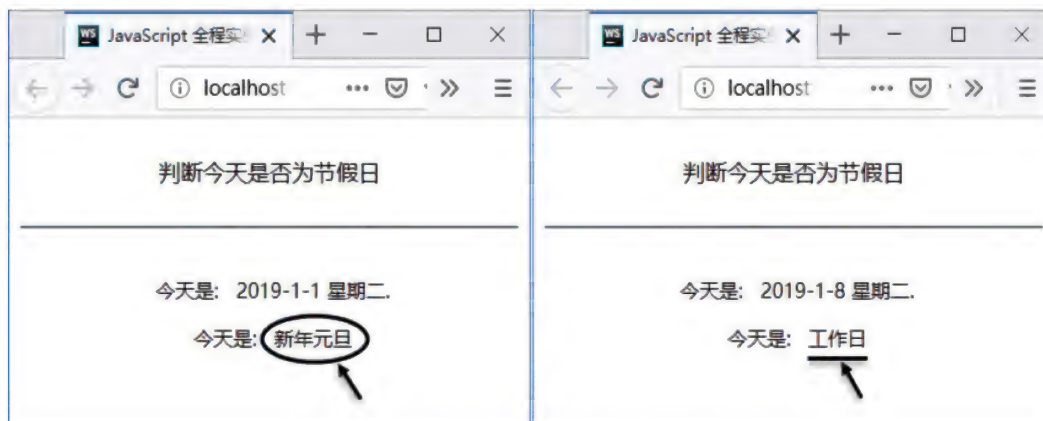 JavaScript 全程实
localhost
判断今天是否为节假日
今天是: 2019-1-1 星期二.
今天是: 新年元旦
JavaScript 全程实
localhost
判断今天是否为节假日
今天是: 2019-1-8 星期二.
今天是: 工作日